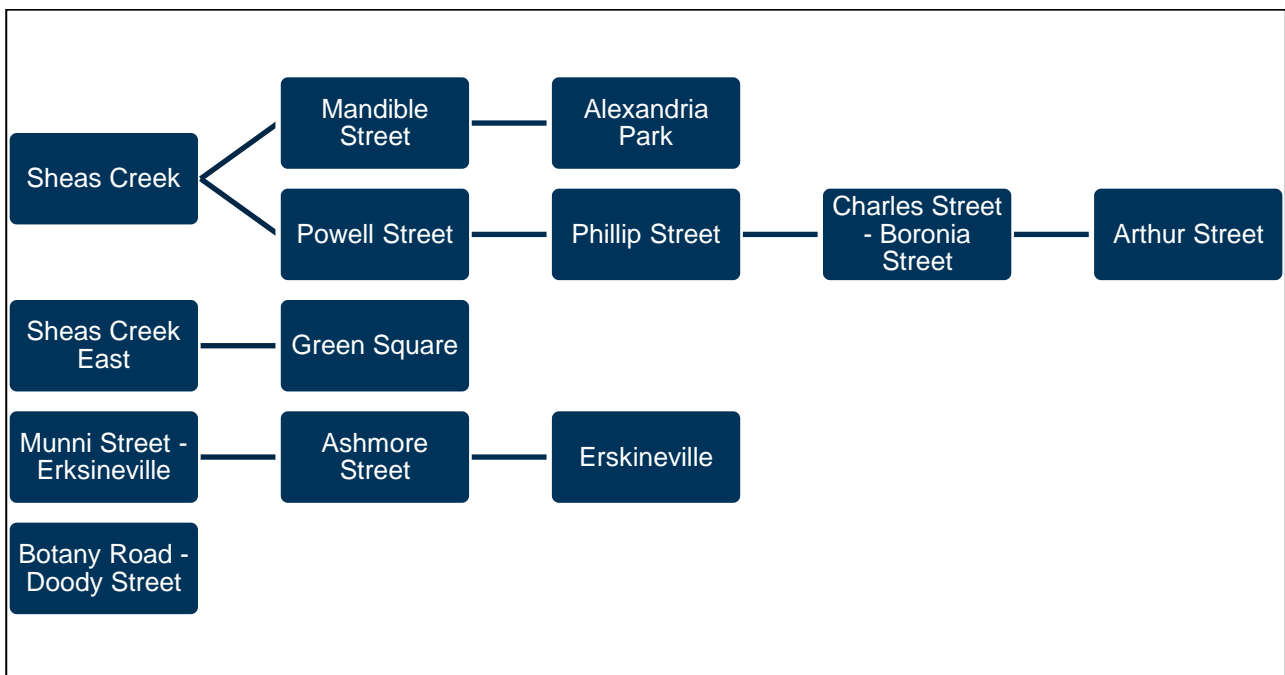 Sheas Creek
Mandible
Street
Alexandria
Park
Powell Street
Phillip Street
Charles Street
- Boronia
Street
Arthur Street
Sheas Creek
East
Green Square
Munni Street -
Erksineville
Ashmore
Street
Erskineville
Botany Road -
Doody Street